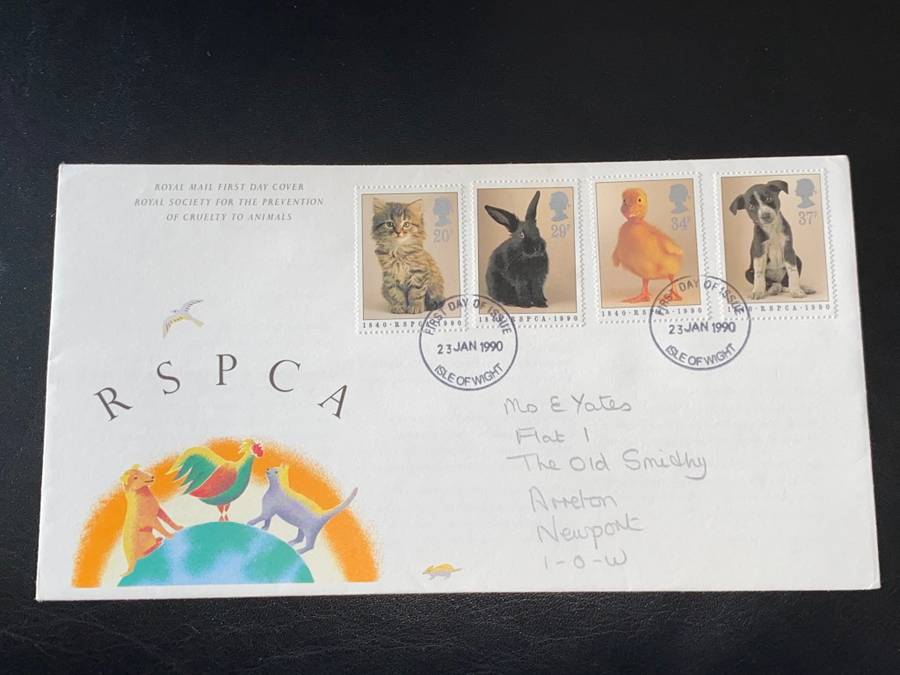 ROYAL MAIL FIRST DAY COVER
ROYAL SOCIETY FOR THE PREVENTION
OF CRUELTY TO ANIMALS
20P
29P
34P
37P
1840·RSPCA·1990
RSPCA·1990
1840·RSPCA·1990
RSPCA·1990
FIRST DAY OF ISSUE
23 JAN 1990
ISLE OF WIGHT
FIRST DAY OF ISSUE
23 JAN 1990
ISLE OF WIGHT
RSPCA
E Yates
Flat 1
The Old Smithy
Arreton
Newport
I-O-W